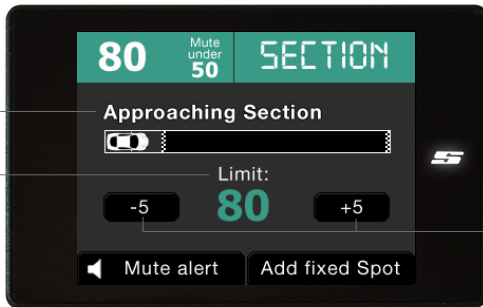 80
Mute
under
50
SECTION
Approaching Section
Limit:
-5
80
+5
Mute alert
Add fixed Spot